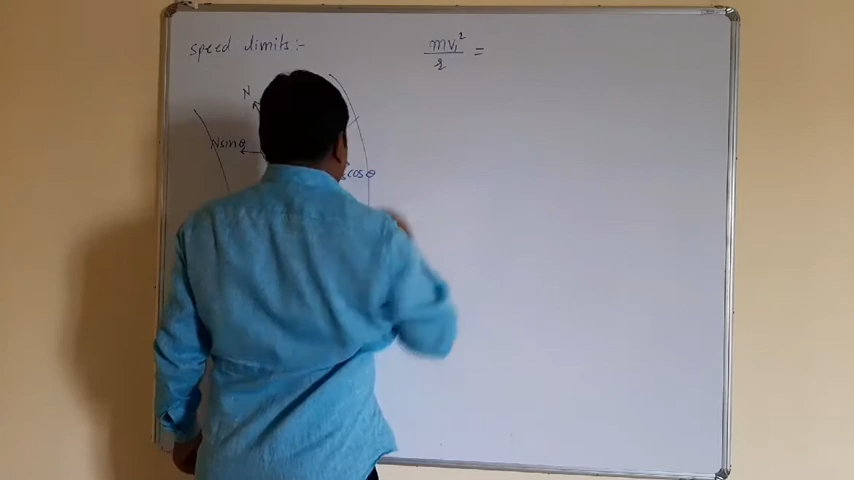 speed limits:-
mv₁²/r =
N
Nsinθ
cosθ